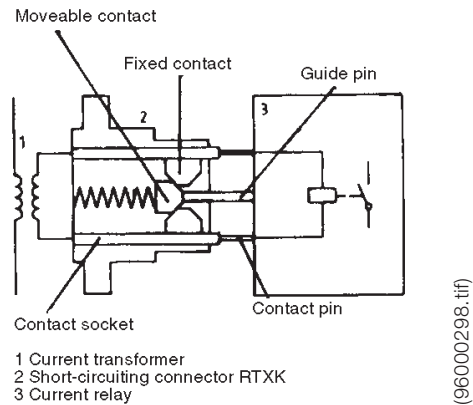 Moveable contact
Fixed contact
Guide pin
1
2
3
Contact socket
Contact pin
1 Current transformer
2 Short-circuiting connector RTXK
3 Current relay
(96000298.tif)